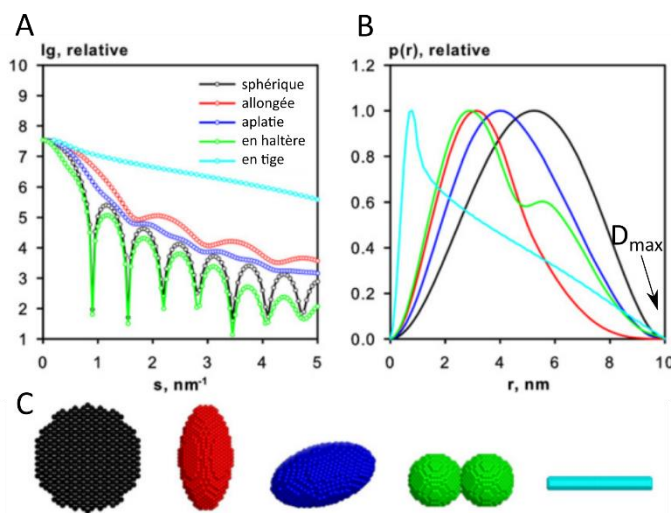 A
lg, relative
10
9
8
7
6
5
4
3
2
1
sphérique
allongée
aplatie
en haltère
en tige
0 1 2 3 4 5
s, nm⁻¹
B
p(r), relative
1.2
1.0
0.8
0.6
0.4
0.2
0.0
Dmax
0 2 4 6 8 10
r, nm
C